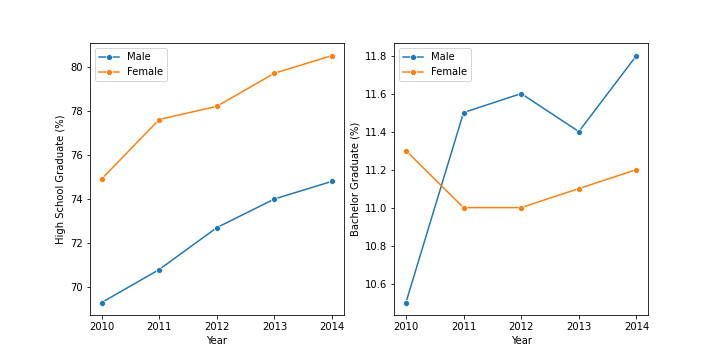 Male
Female
80
78
76
74
72
70
High School Graduate (%)
2010
2011
2012
2013
2014
Year
Male
Female
11.8
11.6
11.4
11.2
11.0
10.8
10.6
Bachelor Graduate (%)
2010
2011
2012
2013
2014
Year